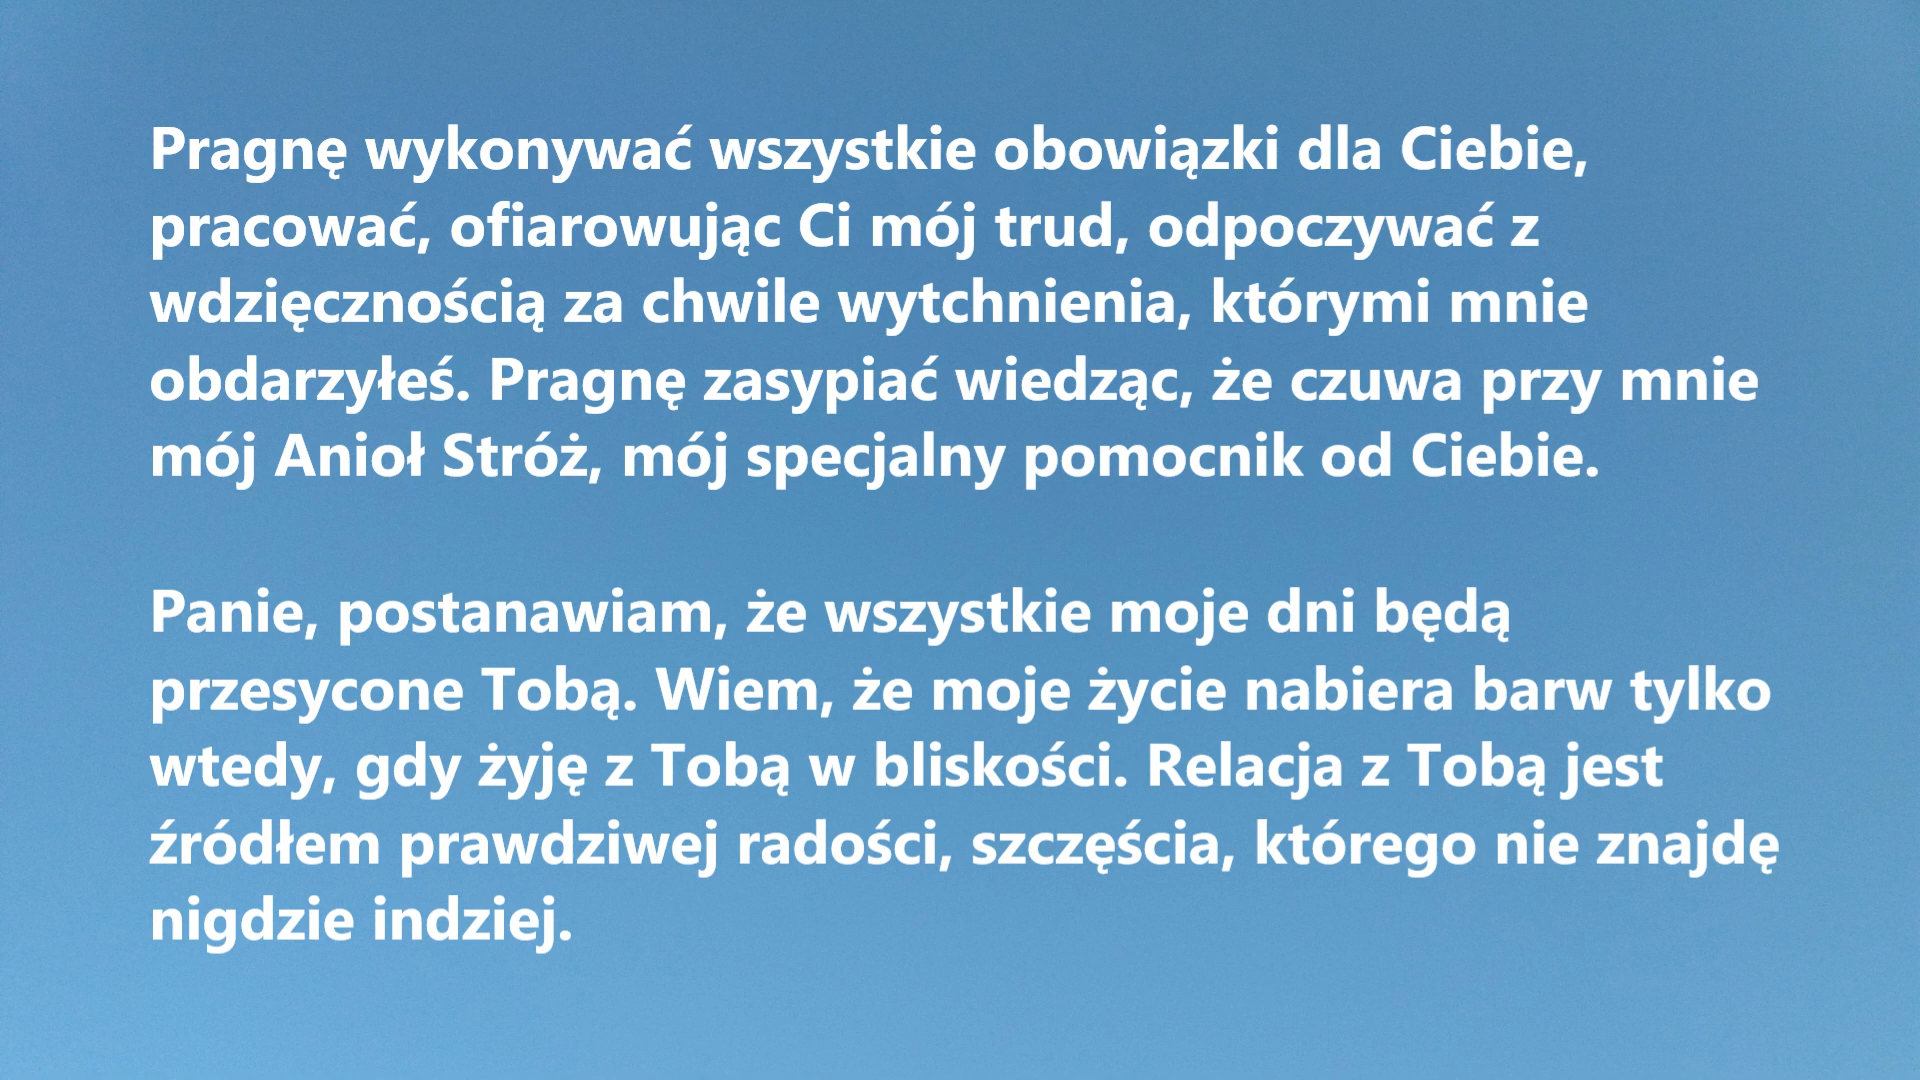 Pragnę wykonywać wszystkie obowiązki dla Ciebie,
pracować, ofiarowując Ci mój trud, odpoczywać z
wdzięcznością za chwile wytchnienia, którymi mnie
obdarzyłeś. Pragnę zasypiać wiedząc, że czuwa przy mnie
mój Anioł Stróż, mój specjalny pomocnik od Ciebie.
Panie, postanawiam, że wszystkie moje dni będą
przesycone Tobą. Wiem, że moje życie nabiera barw tylko
wtedy, gdy żyję z Tobą w bliskości. Relacja z Tobą jest
źródłem prawdziwej radości, szczęścia, którego nie znajdę
nigdzie indziej.